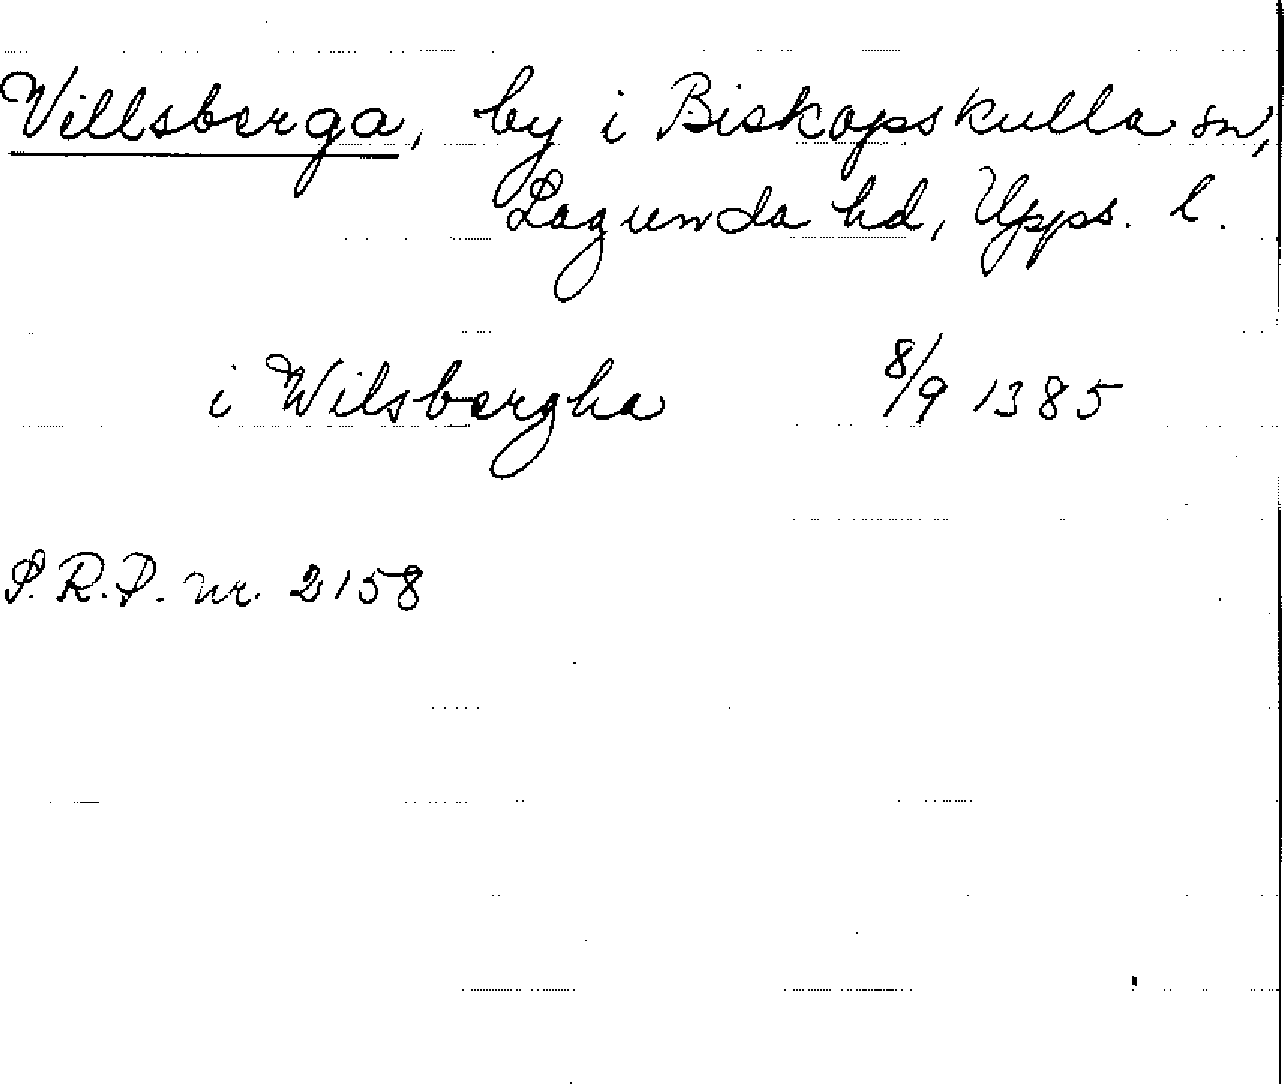 Villsberga, by i Biskopskulla sn,
Lagunda hd, Upps. l.
i Wilsbergha 8/9 1385
S.R.P. nr. 2158